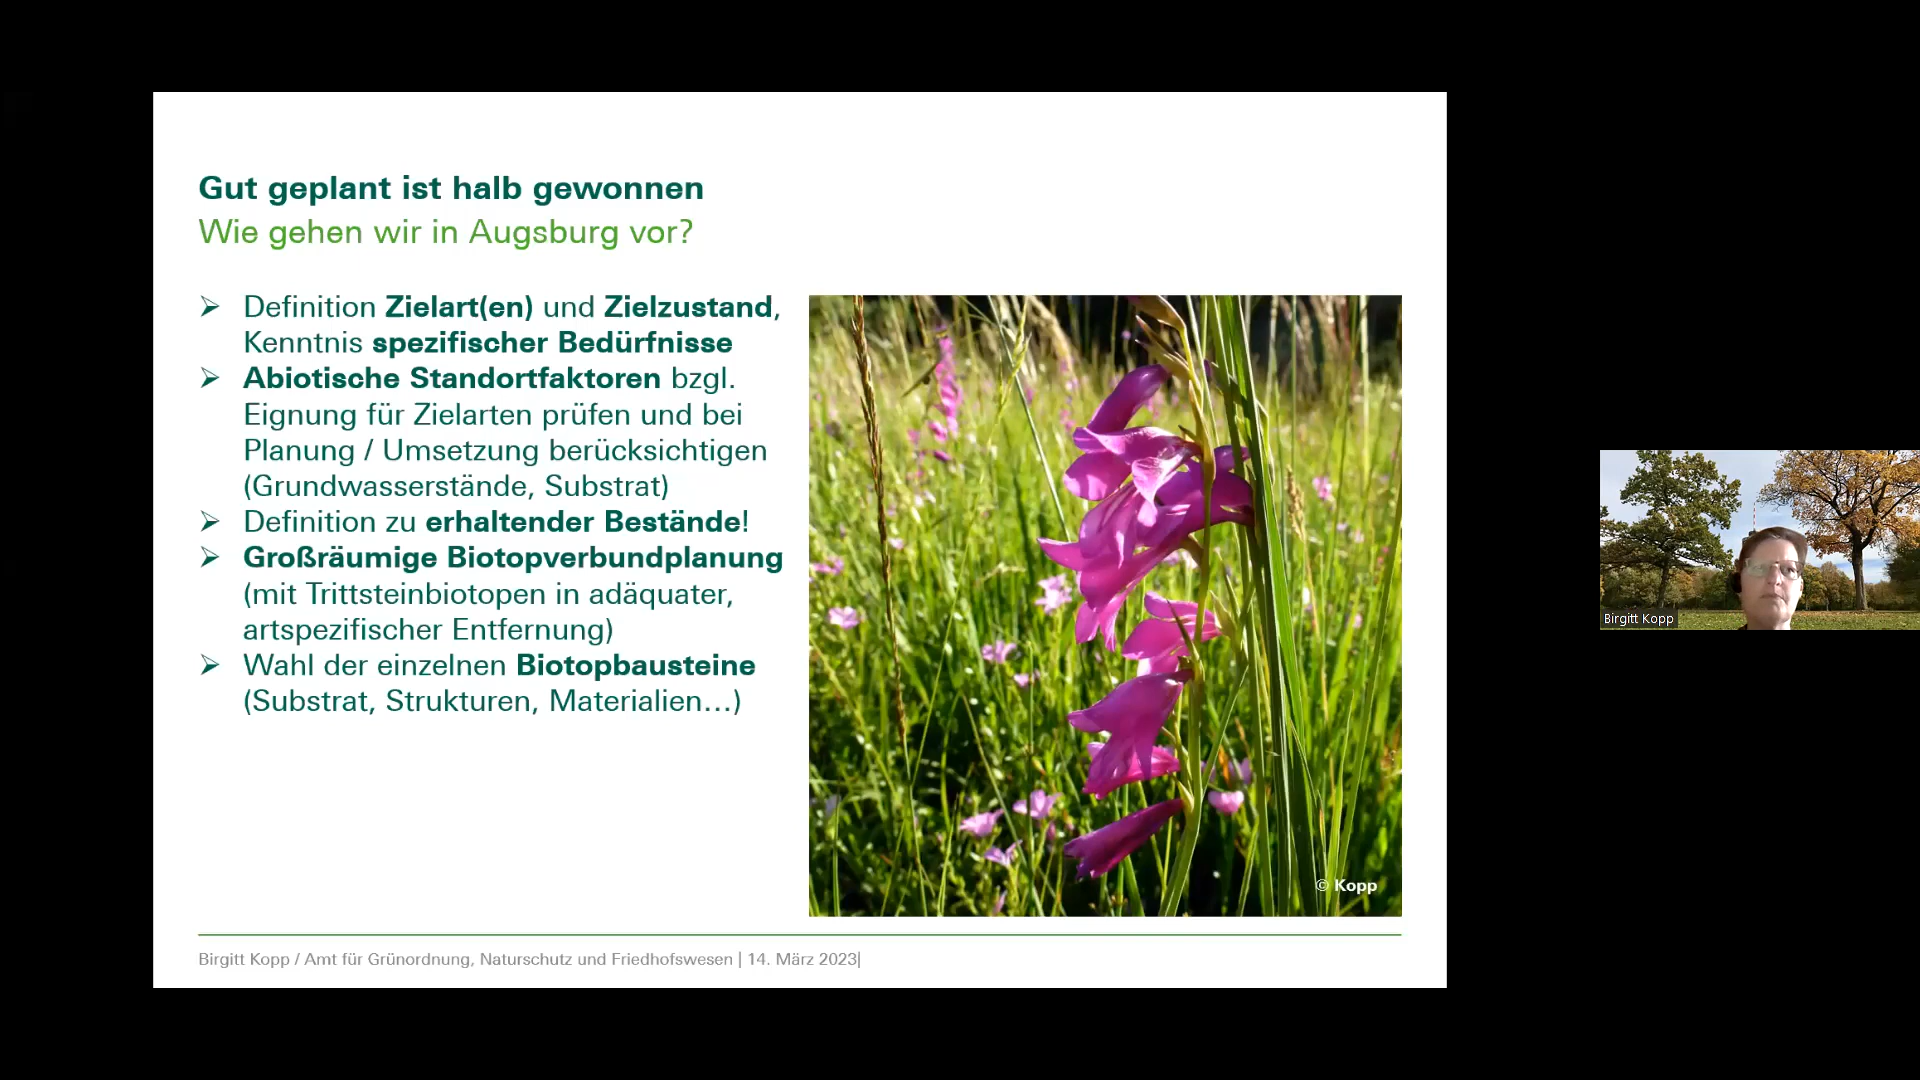 Gut geplant ist halb gewonnen
Wie gehen wir in Augsburg vor?
➢ Definition Zielart(en) und Zielzustand,
Kenntnis spezifischer Bedürfnisse
➢ Abiotische Standortfaktoren bzgl.
Eignung für Zielarten prüfen und bei
Planung / Umsetzung berücksichtigen
(Grundwasserstände, Substrat)
➢ Definition zu erhaltender Bestände!
➢ Großräumige Biotopverbundplanung
(mit Trittsteinbiotopen in adäquater,
artspezifischer Entfernung)
➢ Wahl der einzelnen Biotopbausteine
(Substrat, Strukturen, Materialien…)
© Kopp
Birgitt Kopp / Amt für Grünordnung, Naturschutz und Friedhofswesen | 14. März 2023|
Birgitt Kopp